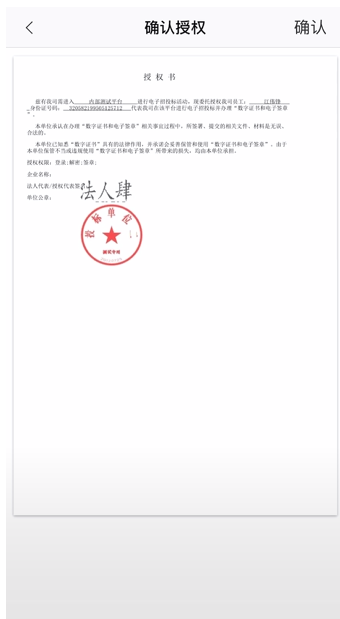 确认授权
确认
授 权 书
兹有我司需进入 内部测试平台 进行电子招投标活动，现委托授权我司员工：
身份证号码： 代表我司在该平台进行电子招投标并办理“数字证书和电子签章
”。
本单位承认在办理“数字证书和电子签章”相关事宜过程中，所签署、提交的相关文件、材料是无误、
合法的。
本单位已知悉“数字证书”具有的法律作用，并承诺会妥善保管和使用“数字证书和电子签章”。由于
本单位保管不当或违规使用“数字证书和电子签章”所带来的损失，均由本单位承担。
授权权限：登录;解密;签章;
企业名称：
法人代表/授权代表签
法人肆
单位公章：
投标单位
测试专用